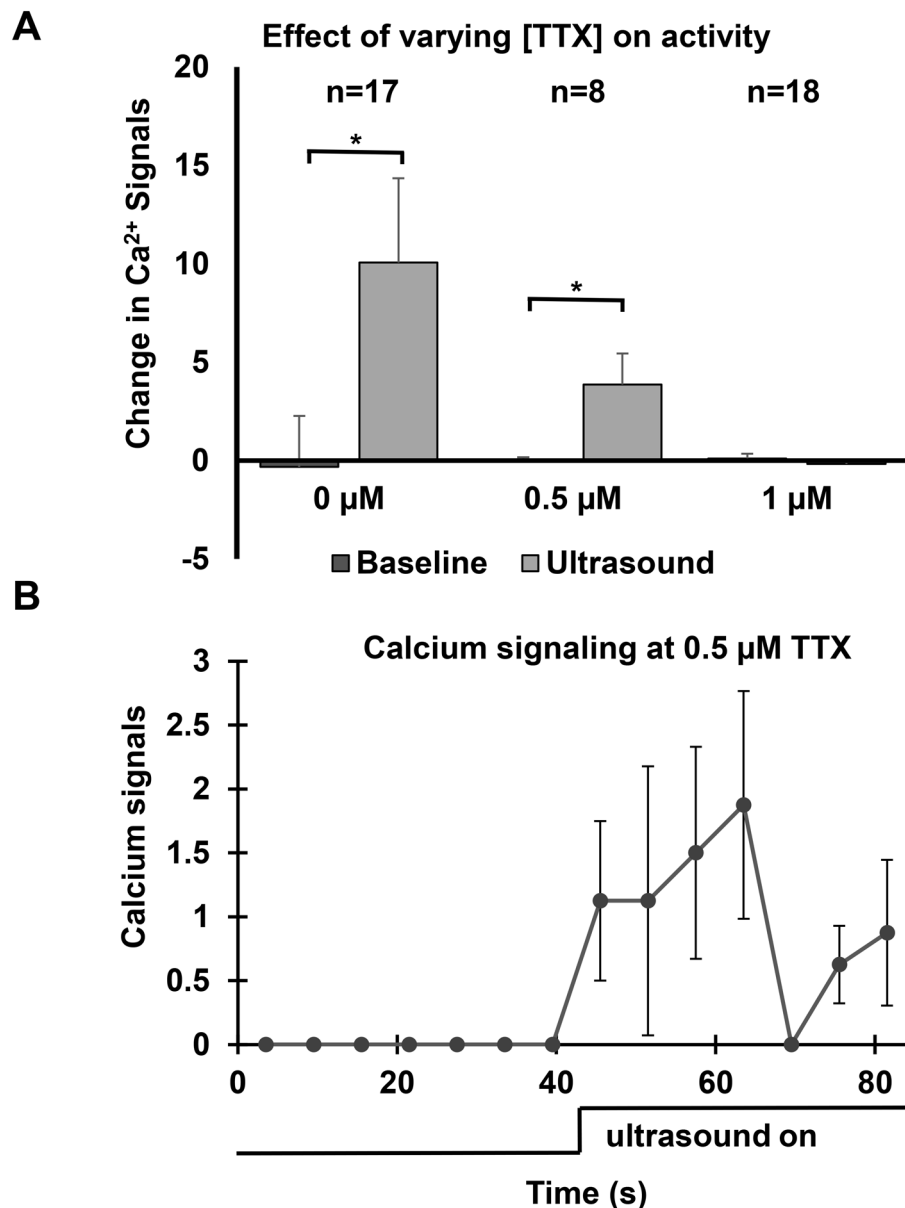 A
Effect of varying [TTX] on activity
20
n=17 n=8 n=18
*
15
10
*
5
0
-5
Change in Ca²⁺ Signals
0 µM 0.5 µM 1 µM
Baseline Ultrasound
B
Calcium signaling at 0.5 µM TTX
3
2.5
2
1.5
1
0.5
0
Calcium signals
0 20 40 60 80
ultrasound on
Time (s)